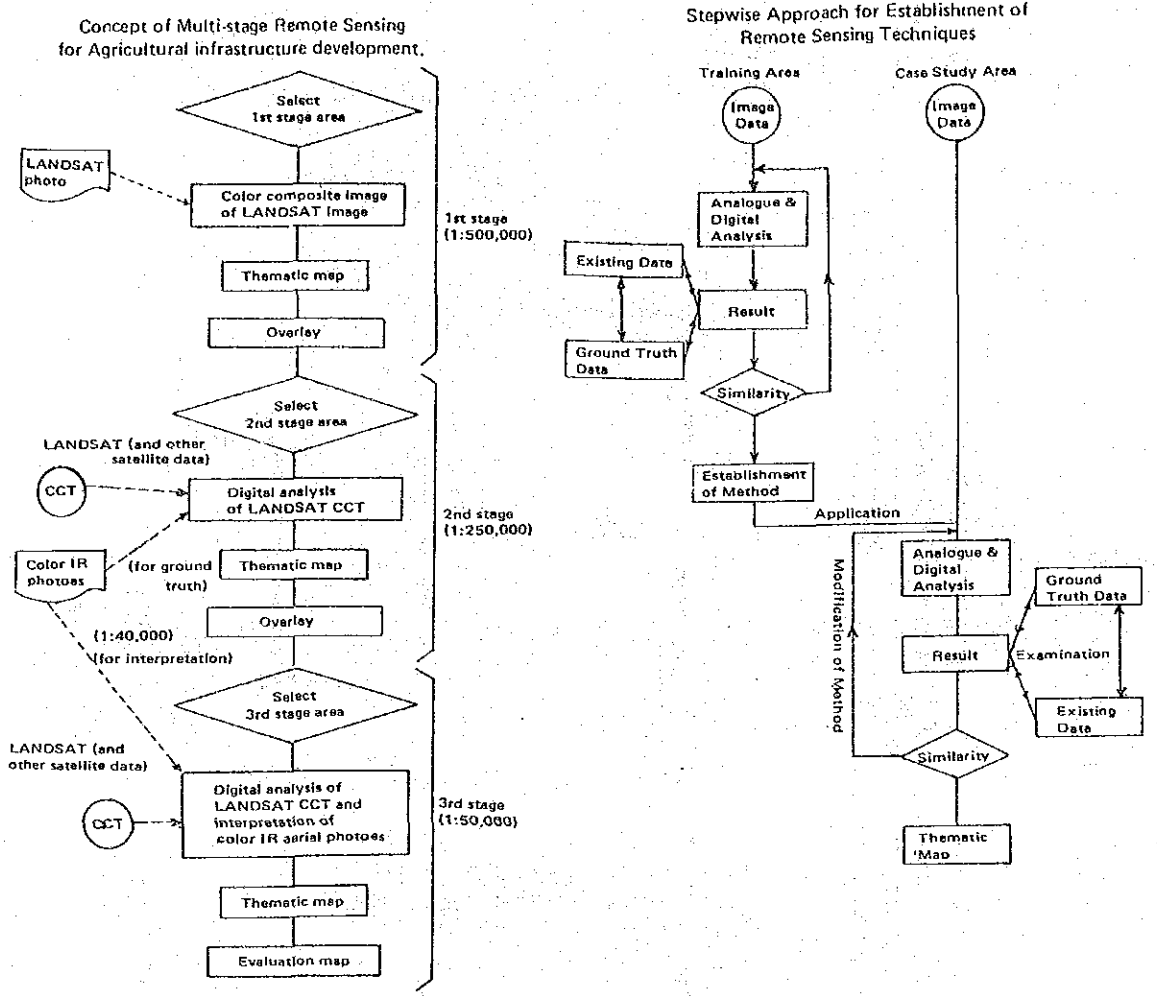 Concept of Multi-stage Remote Sensing
for Agricultural infrastructure development.
Select
1st stage area
LANDSAT
photo
Color composite image
of LANDSAT Image
Thematic map
Overlay
1st stage
(1:500,000)
Select
2nd stage area
LANDSAT (and other
satellite data)
CCT
Digital analysis
of LANDSAT CCT
Color IR
photoes
(for ground
truth)
Thematic map
Overlay
2nd stage
(1:250,000)
(1:40,000)
(for interpretation)
Select
3rd stage area
LANDSAT (and
other satellite data)
CCT
Digital analysis of
LANDSAT CCT and
interpretation of
color IR aerial photoes
Thematic map
Evaluation map
3rd stage
(1:50,000)
Stepwise Approach for Establishment of
Remote Sensing Techniques
Training Area
Image
Data
Analogue &
Digital
Analysis
Existing Data
Result
Ground Truth
Data
Similarity
Establishment
of Method
Application
Case Study Area
Image
Data
Modification of Method
Analogue &
Digital
Analysis
Ground
Truth Data
Result
Examination
Existing
Data
Similarity
Thematic
'Map